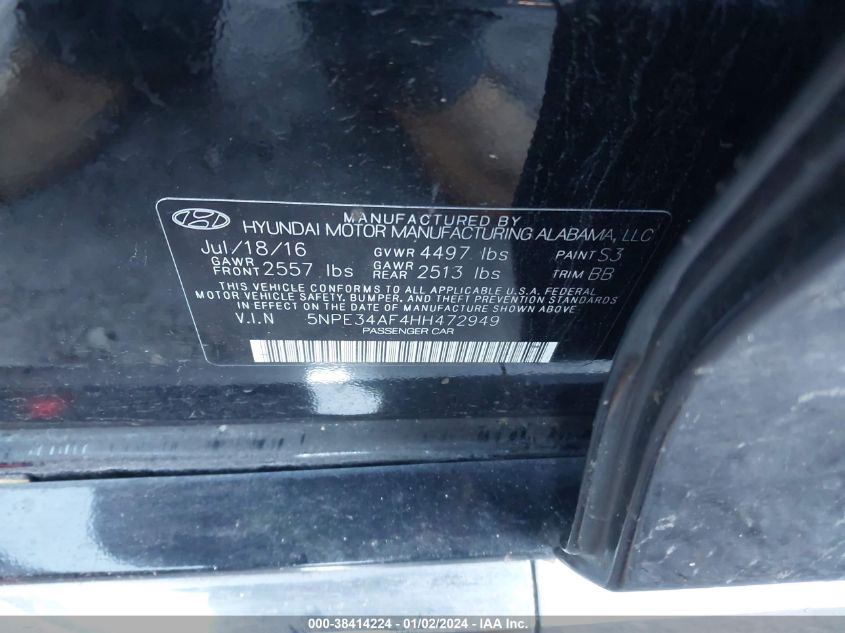 MANUFACTURED BY
HYUNDAI MOTOR MANUFACTURING ALABAMA, LLC
Jul/18/16 GVWR 4497 lbs PAINT S3
GAWR FRONT 2557 lbs GAWR REAR 2513 lbs TRIM BB
THIS VEHICLE CONFORMS TO ALL APPLICABLE U.S.A. FEDERAL
MOTOR VEHICLE SAFETY, BUMPER, AND THEFT PREVENTION STANDARDS
IN EFFECT ON THE DATE OF MANUFACTURE SHOWN ABOVE.
V.I.N 5NPE34AF4HH472949
PASSENGER CAR
000-38414224 - 01/02/2024 - IAA Inc.